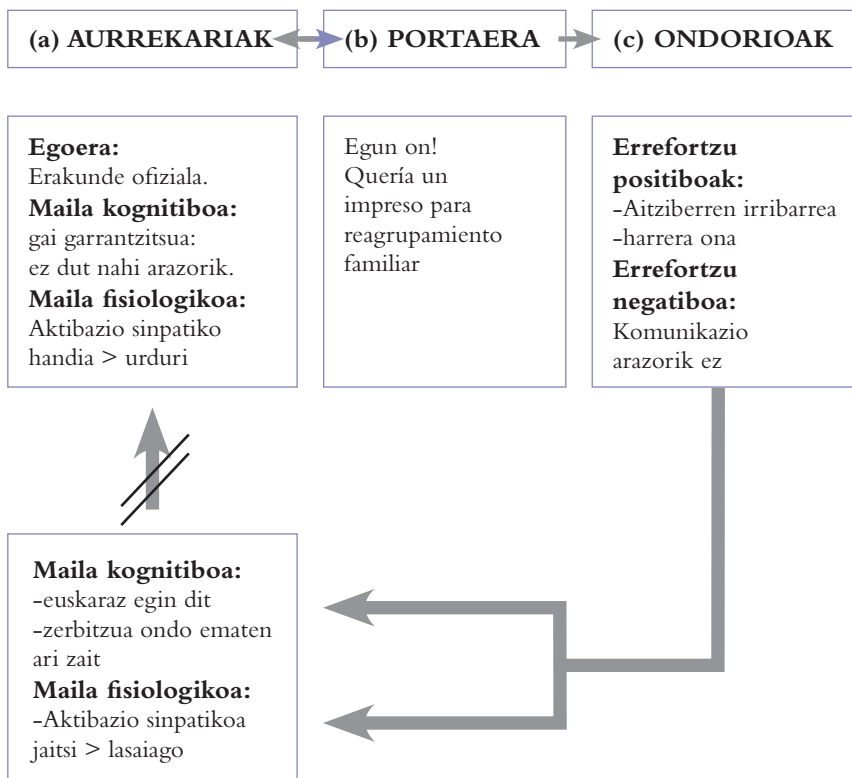 (a) AURREKARIAK
(b) PORTAERA
(c) ONDORIOAK
Egoera:
Erakunde ofiziala.
Maila kognitiboa:
gai garrantzitsua:
ez dut nahi arazorik.
Maila fisiologikoa:
Aktibazio sinpatiko
handia > urduri
Egun on!
Quería un
impreso para
reagrupamiento
familiar
Errefortzu
positiboak:
-Aitziberren irribarrea
-harrera ona
Errefortzu
negatiboa:
Komunikazio
arazorik ez
Maila kognitiboa:
-euskaraz egin dit
-zerbitzua ondo ematen
ari zait
Maila fisiologikoa:
-Aktibazio sinpatikoa
jaitsi > lasaiago